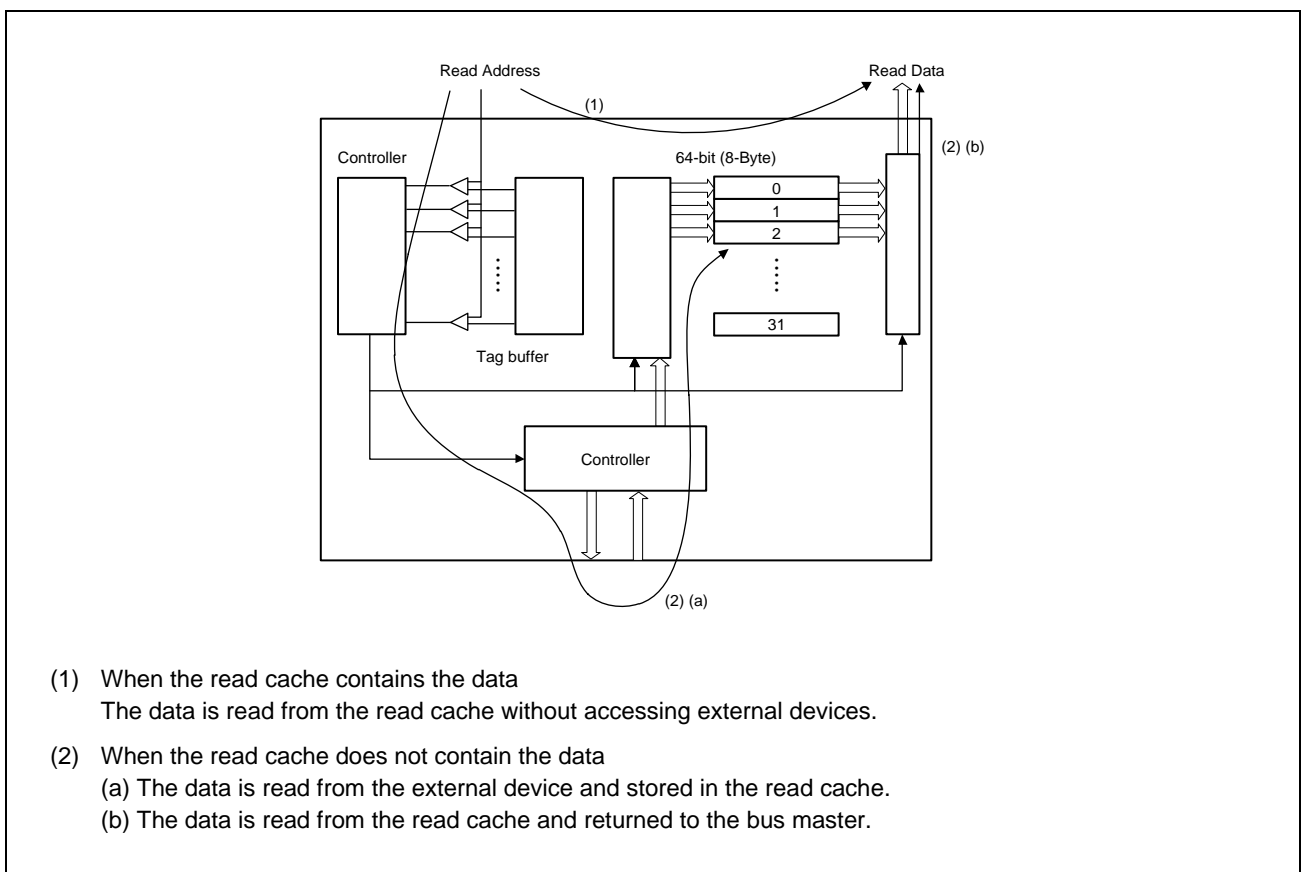 Read Address
Read Data
(1)
(2) (b)
Controller
64-bit (8-Byte)
0
1
2
31
Tag buffer
Controller
(2) (a)
(1) When the read cache contains the data
The data is read from the read cache without accessing external devices.
(2) When the read cache does not contain the data
(a) The data is read from the external device and stored in the read cache.
(b) The data is read from the read cache and returned to the bus master.